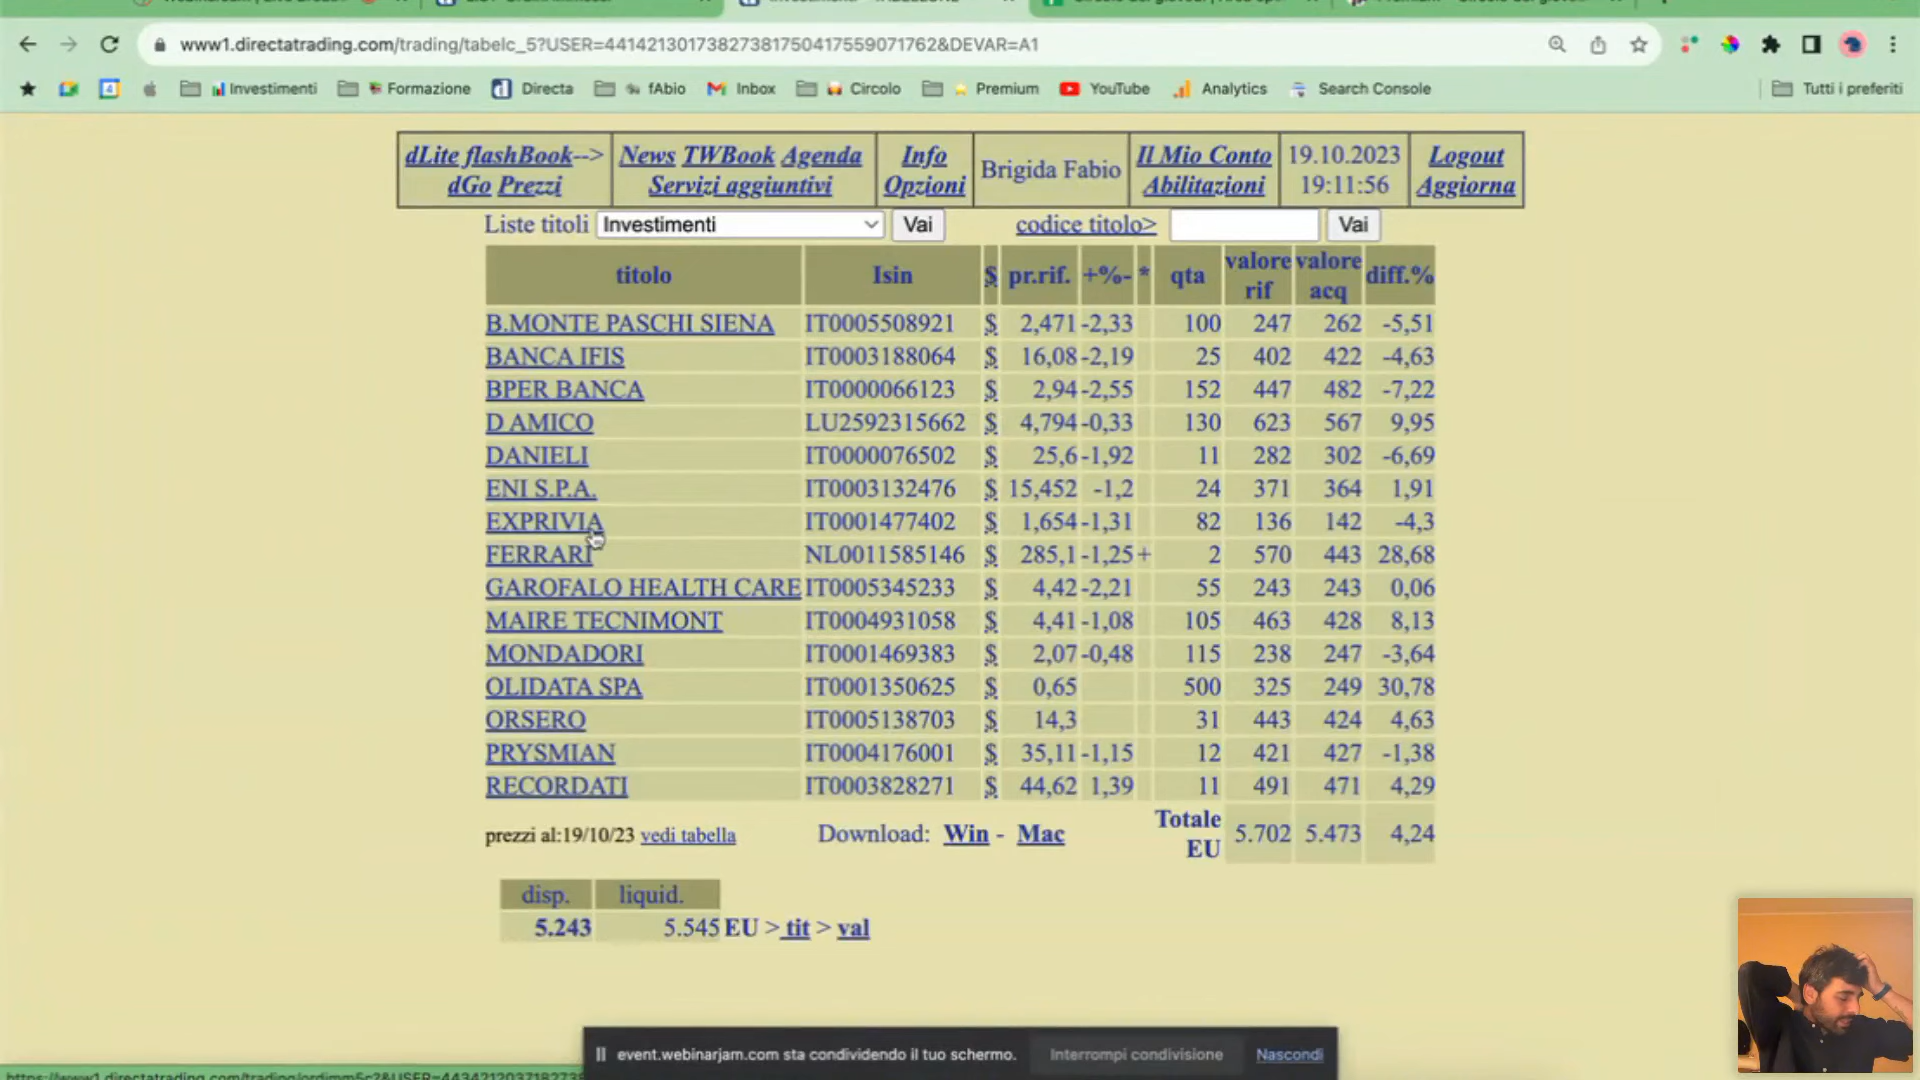 www1.directatrading.com/trading/tabelc_5?USER=44142130173827381750417559071762&DEVAR=A1
Investimenti Formazione Directa fAbio Inbox Circolo Premium YouTube Analytics Search Console Tutti i preferiti
dLite flashBook--> News TWBook Agenda Info Brigida Fabio Il Mio Conto 19.10.2023 Logout
dGo Prezzi Servizi aggiuntivi Opzioni Abilitazioni 19:11:56 Aggiorna
Liste titoli Investimenti Vai codice titolo> Vai
titolo Isin $ pr.rif. +%- * qta valore rif valore acq diff.%
B.MONTE PASCHI SIENA IT0005508921 $ 2,471 -2,33 100 247 262 -5,51
BANCA IFIS IT0003188064 $ 16,08 -2,19 25 402 422 -4,63
BPER BANCA IT0000066123 $ 2,94 -2,55 152 447 482 -7,22
D AMICO LU2592315662 $ 4,794 -0,33 130 623 567 9,95
DANIELI IT0000076502 $ 25,6 -1,92 11 282 302 -6,69
ENI S.P.A. IT0003132476 $ 15,452 -1,2 24 371 364 1,91
EXPRIVIA IT0001477402 $ 1,654 -1,31 82 136 142 -4,3
FERRARI NL0011585146 $ 285,1 -1,25 + 2 570 443 28,68
GAROFALO HEALTH CARE IT0005345233 $ 4,42 -2,21 55 243 243 0,06
MAIRE TECNIMONT IT0004931058 $ 4,41 -1,08 105 463 428 8,13
MONDADORI IT0001469383 $ 2,07 -0,48 115 238 247 -3,64
OLIDATA SPA IT0001350625 $ 0,65 500 325 249 30,78
ORSERO IT0005138703 $ 14,3 31 443 424 4,63
PRYSMIAN IT0004176001 $ 35,11 -1,15 12 421 427 -1,38
RECORDATI IT0003828271 $ 44,62 1,39 11 491 471 4,29
prezzi al:19/10/23 vedi tabella Download: Win - Mac Totale EU 5.702 5.473 4,24
disp. liquid.
5.243 5.545 EU > tit > val
event.webinarjam.com sta condividendo il tuo schermo. Interrompi condivisione Nascondi